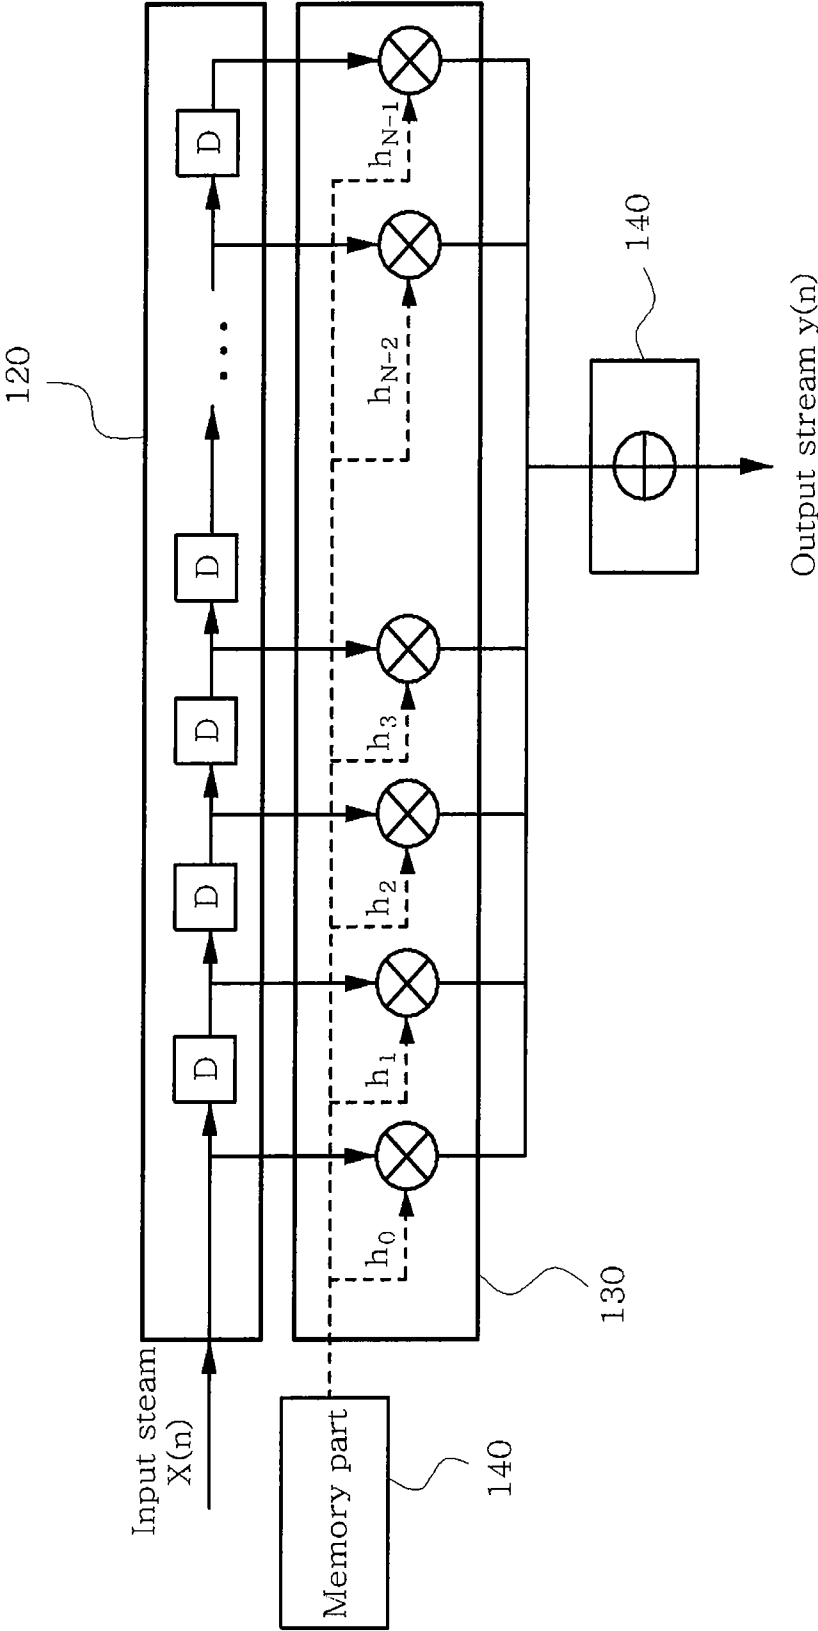 120
Input steam
X(n)
D
D
D
D
...
D
Memory part
140
h0
h1
h2
h3
hN-2
hN-1
130
140
Output stream y(n)